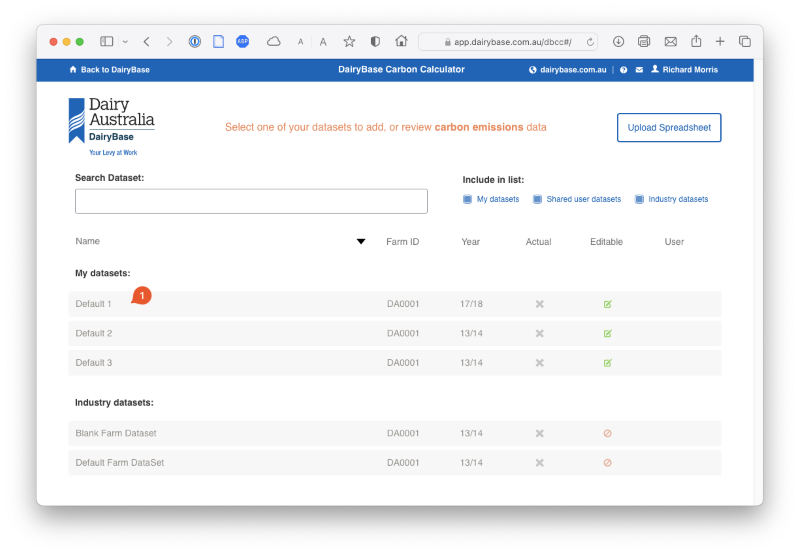 ABP
A A
app.dairybase.com.au/dbcc#/
Back to DairyBase
DairyBase Carbon Calculator
dairybase.com.au | Richard Morris
Dairy
Australia
DairyBase
Your Levy at Work
Select one of your datasets to add, or review carbon emissions data
Upload Spreadsheet
Search Dataset:
Include in list:
My datasets Shared user datasets Industry datasets
Name Farm ID Year Actual Editable User
My datasets:
Default 1 1 DA0001 17/18
Default 2 DA0001 13/14
Default 3 DA0001 13/14
Industry datasets:
Blank Farm Dataset DA0001 13/14
Default Farm DataSet DA0001 13/14